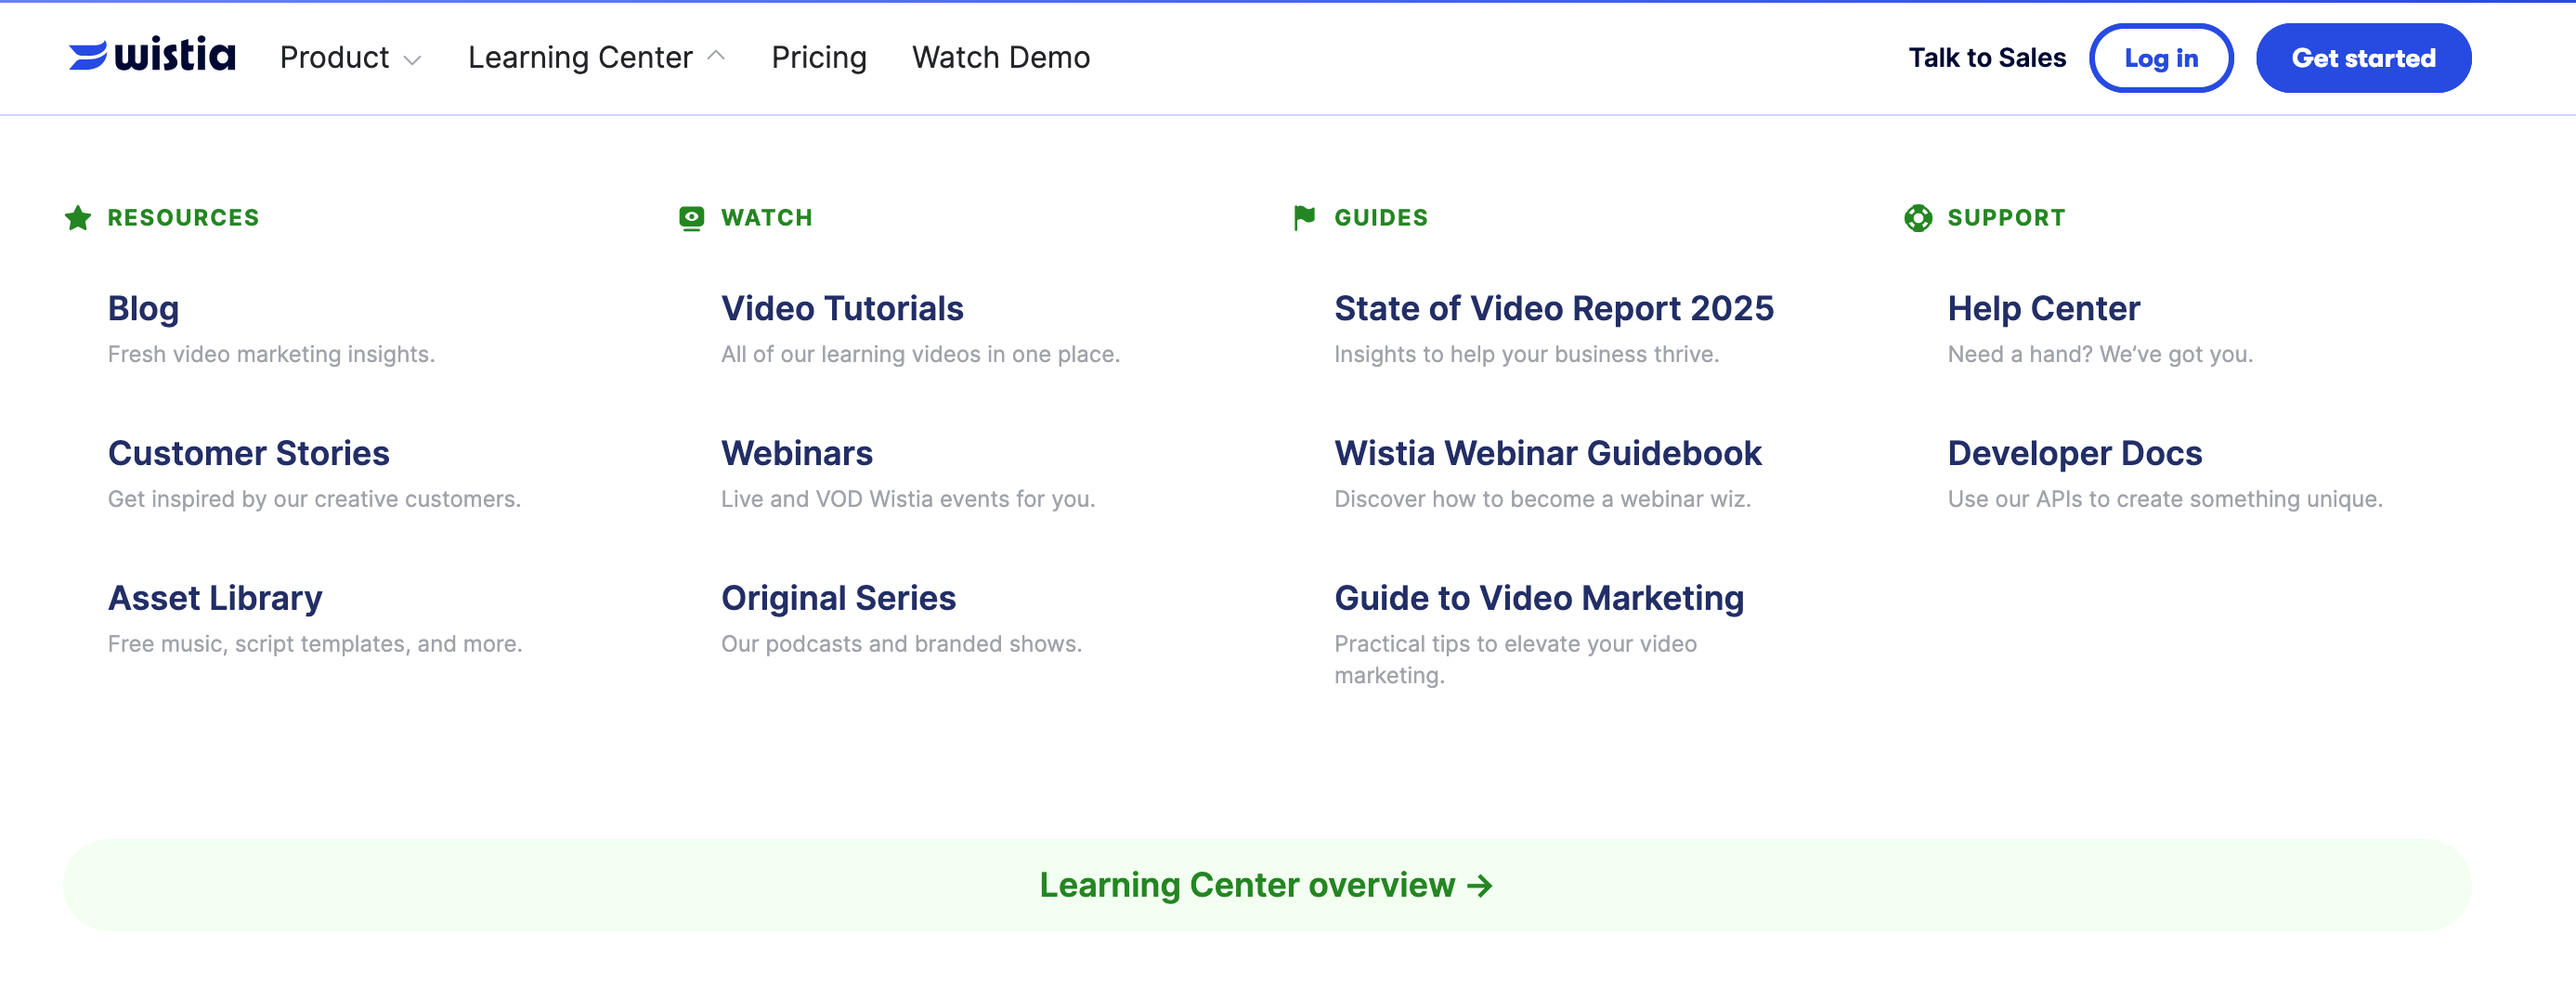 wistia Product Learning Center Pricing Watch Demo Talk to Sales Log in Get started
RESOURCES
Blog
Fresh video marketing insights.
Customer Stories
Get inspired by our creative customers.
Asset Library
Free music, script templates, and more.
WATCH
Video Tutorials
All of our learning videos in one place.
Webinars
Live and VOD Wistia events for you.
Original Series
Our podcasts and branded shows.
GUIDES
State of Video Report 2025
Insights to help your business thrive.
Wistia Webinar Guidebook
Discover how to become a webinar wiz.
Guide to Video Marketing
Practical tips to elevate your video
marketing.
SUPPORT
Help Center
Need a hand? We’ve got you.
Developer Docs
Use our APIs to create something unique.
Learning Center overview →